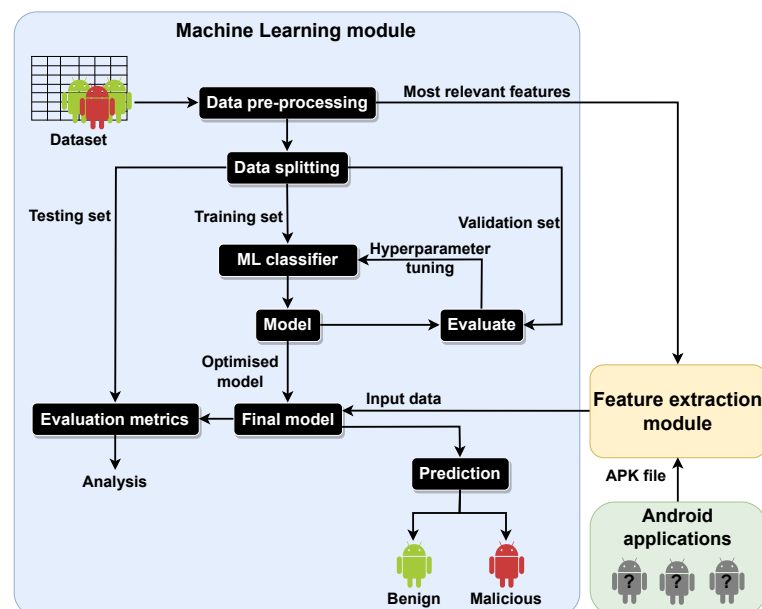 Machine Learning module
Data pre-processing
Most relevant features
Dataset
Data splitting
Testing set
Training set
Validation set
Hyperparameter
tuning
ML classifier
Model
Evaluate
Optimised
model
Input data
Feature extraction
module
Evaluation metrics
Final model
APK file
Analysis
Prediction
Android
applications
? ? ?
Benign
Malicious